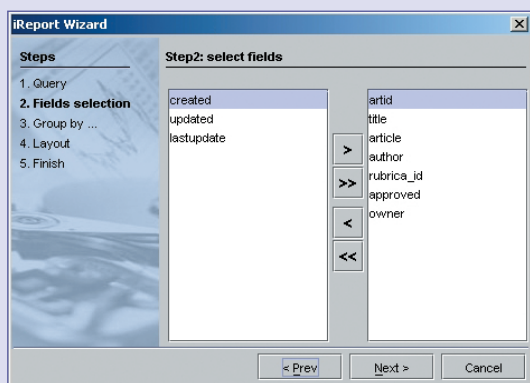 iReport Wizard
Steps
1. Query
2. Fields selection
3. Group by ...
4. Layout
5. Finish
Step2: select fields
created
updated
lastupdate
>
>>
<
<<
artid
title
article
author
rubrica_id
approved
owner
< Prev
Next >
Cancel